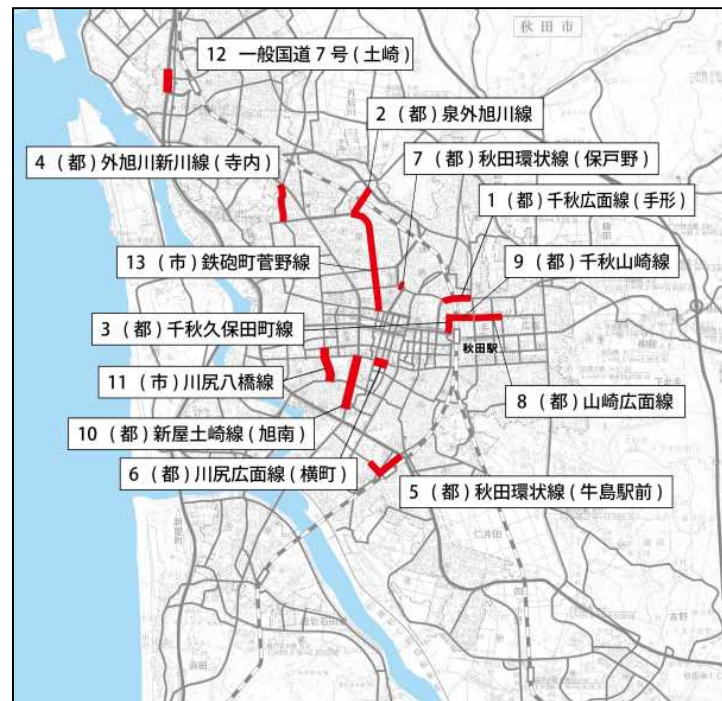 秋田市
12 一般国道7号(土崎)
2 (都)泉外旭川線
4 (都)外旭川新川線(寺内)
7 (都)秋田環状線(保戸野)
1 (都)千秋広面線(手形)
13 (市)鉄砲町菅野線
9 (都)千秋山崎線
3 (都)千秋久保田町線
秋田駅
11 (市)川尻八橋線
8 (都)山崎広面線
10 (都)新屋土崎線(旭南)
6 (都)川尻広面線(横町)
5 (都)秋田環状線(牛島駅前)
仁井田